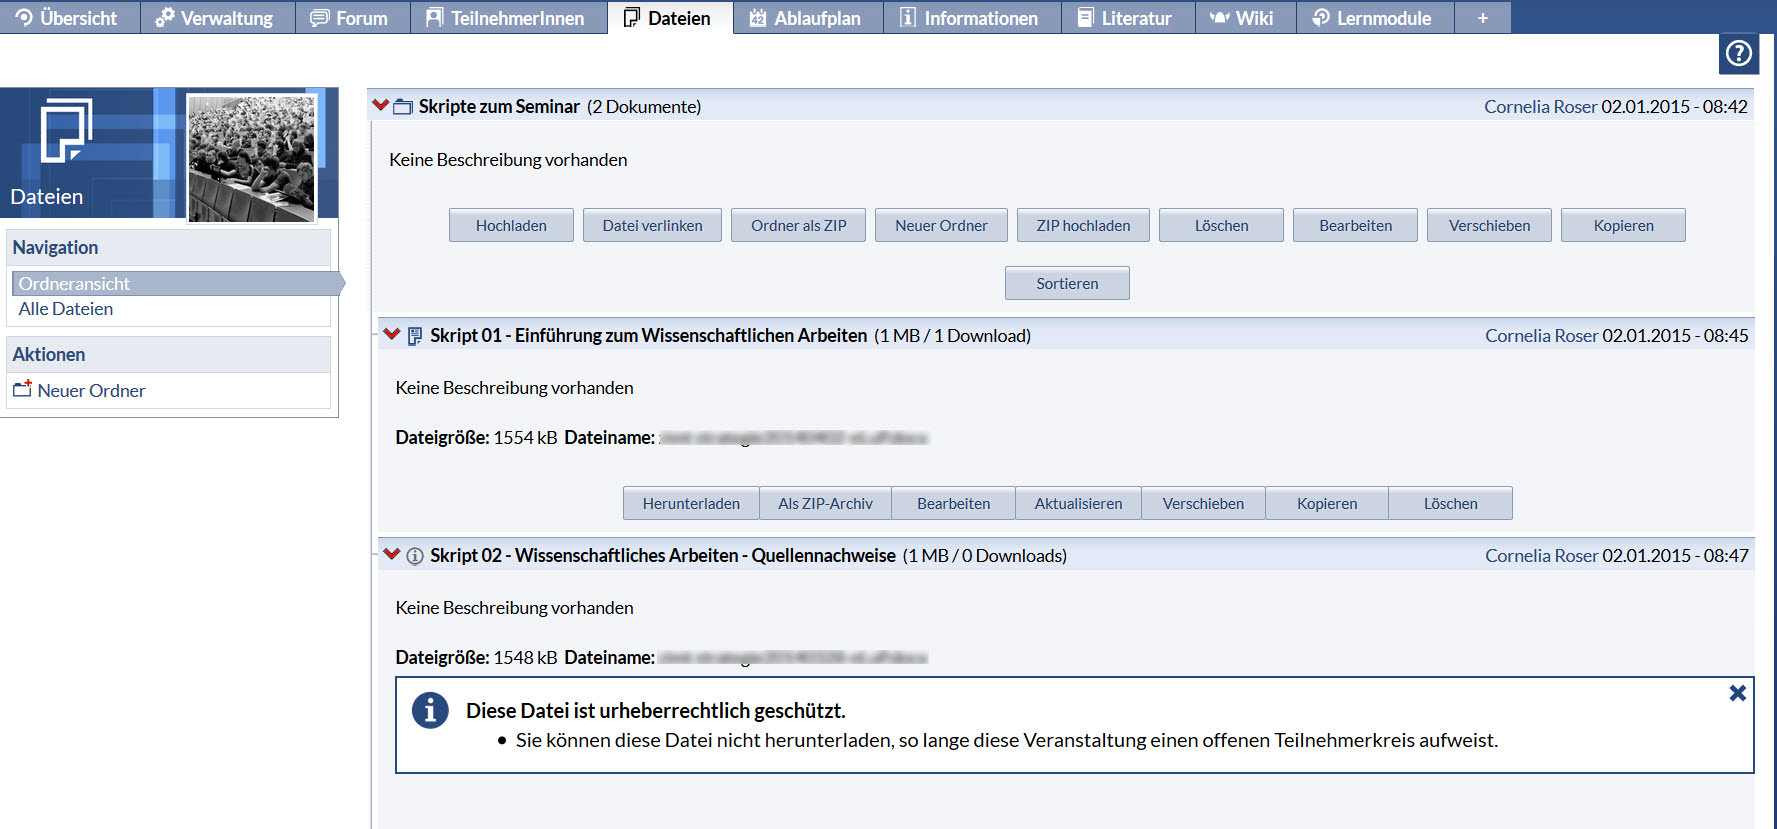 Übersicht Verwaltung Forum TeilnehmerInnen Dateien Ablaufplan Informationen Literatur Wiki Lernmodule +
Dateien
Navigation
Ordneransicht
Alle Dateien
Aktionen
Neuer Ordner
Skripte zum Seminar (2 Dokumente) Cornelia Roser 02.01.2015 - 08:42
Keine Beschreibung vorhanden
Hochladen Datei verlinken Ordner als ZIP Neuer Ordner ZIP hochladen Löschen Bearbeiten Verschieben Kopieren
Sortieren
Skript 01 - Einführung zum Wissenschaftlichen Arbeiten (1 MB / 1 Download) Cornelia Roser 02.01.2015 - 08:45
Keine Beschreibung vorhanden
Dateigröße: 1554 kB Dateiname:
Herunterladen Als ZIP-Archiv Bearbeiten Aktualisieren Verschieben Kopieren Löschen
Skript 02 - Wissenschaftliches Arbeiten - Quellennachweise (1 MB / 0 Downloads) Cornelia Roser 02.01.2015 - 08:47
Keine Beschreibung vorhanden
Dateigröße: 1548 kB Dateiname:
Diese Datei ist urheberrechtlich geschützt.
• Sie können diese Datei nicht herunterladen, so lange diese Veranstaltung einen offenen Teilnehmerkreis aufweist.